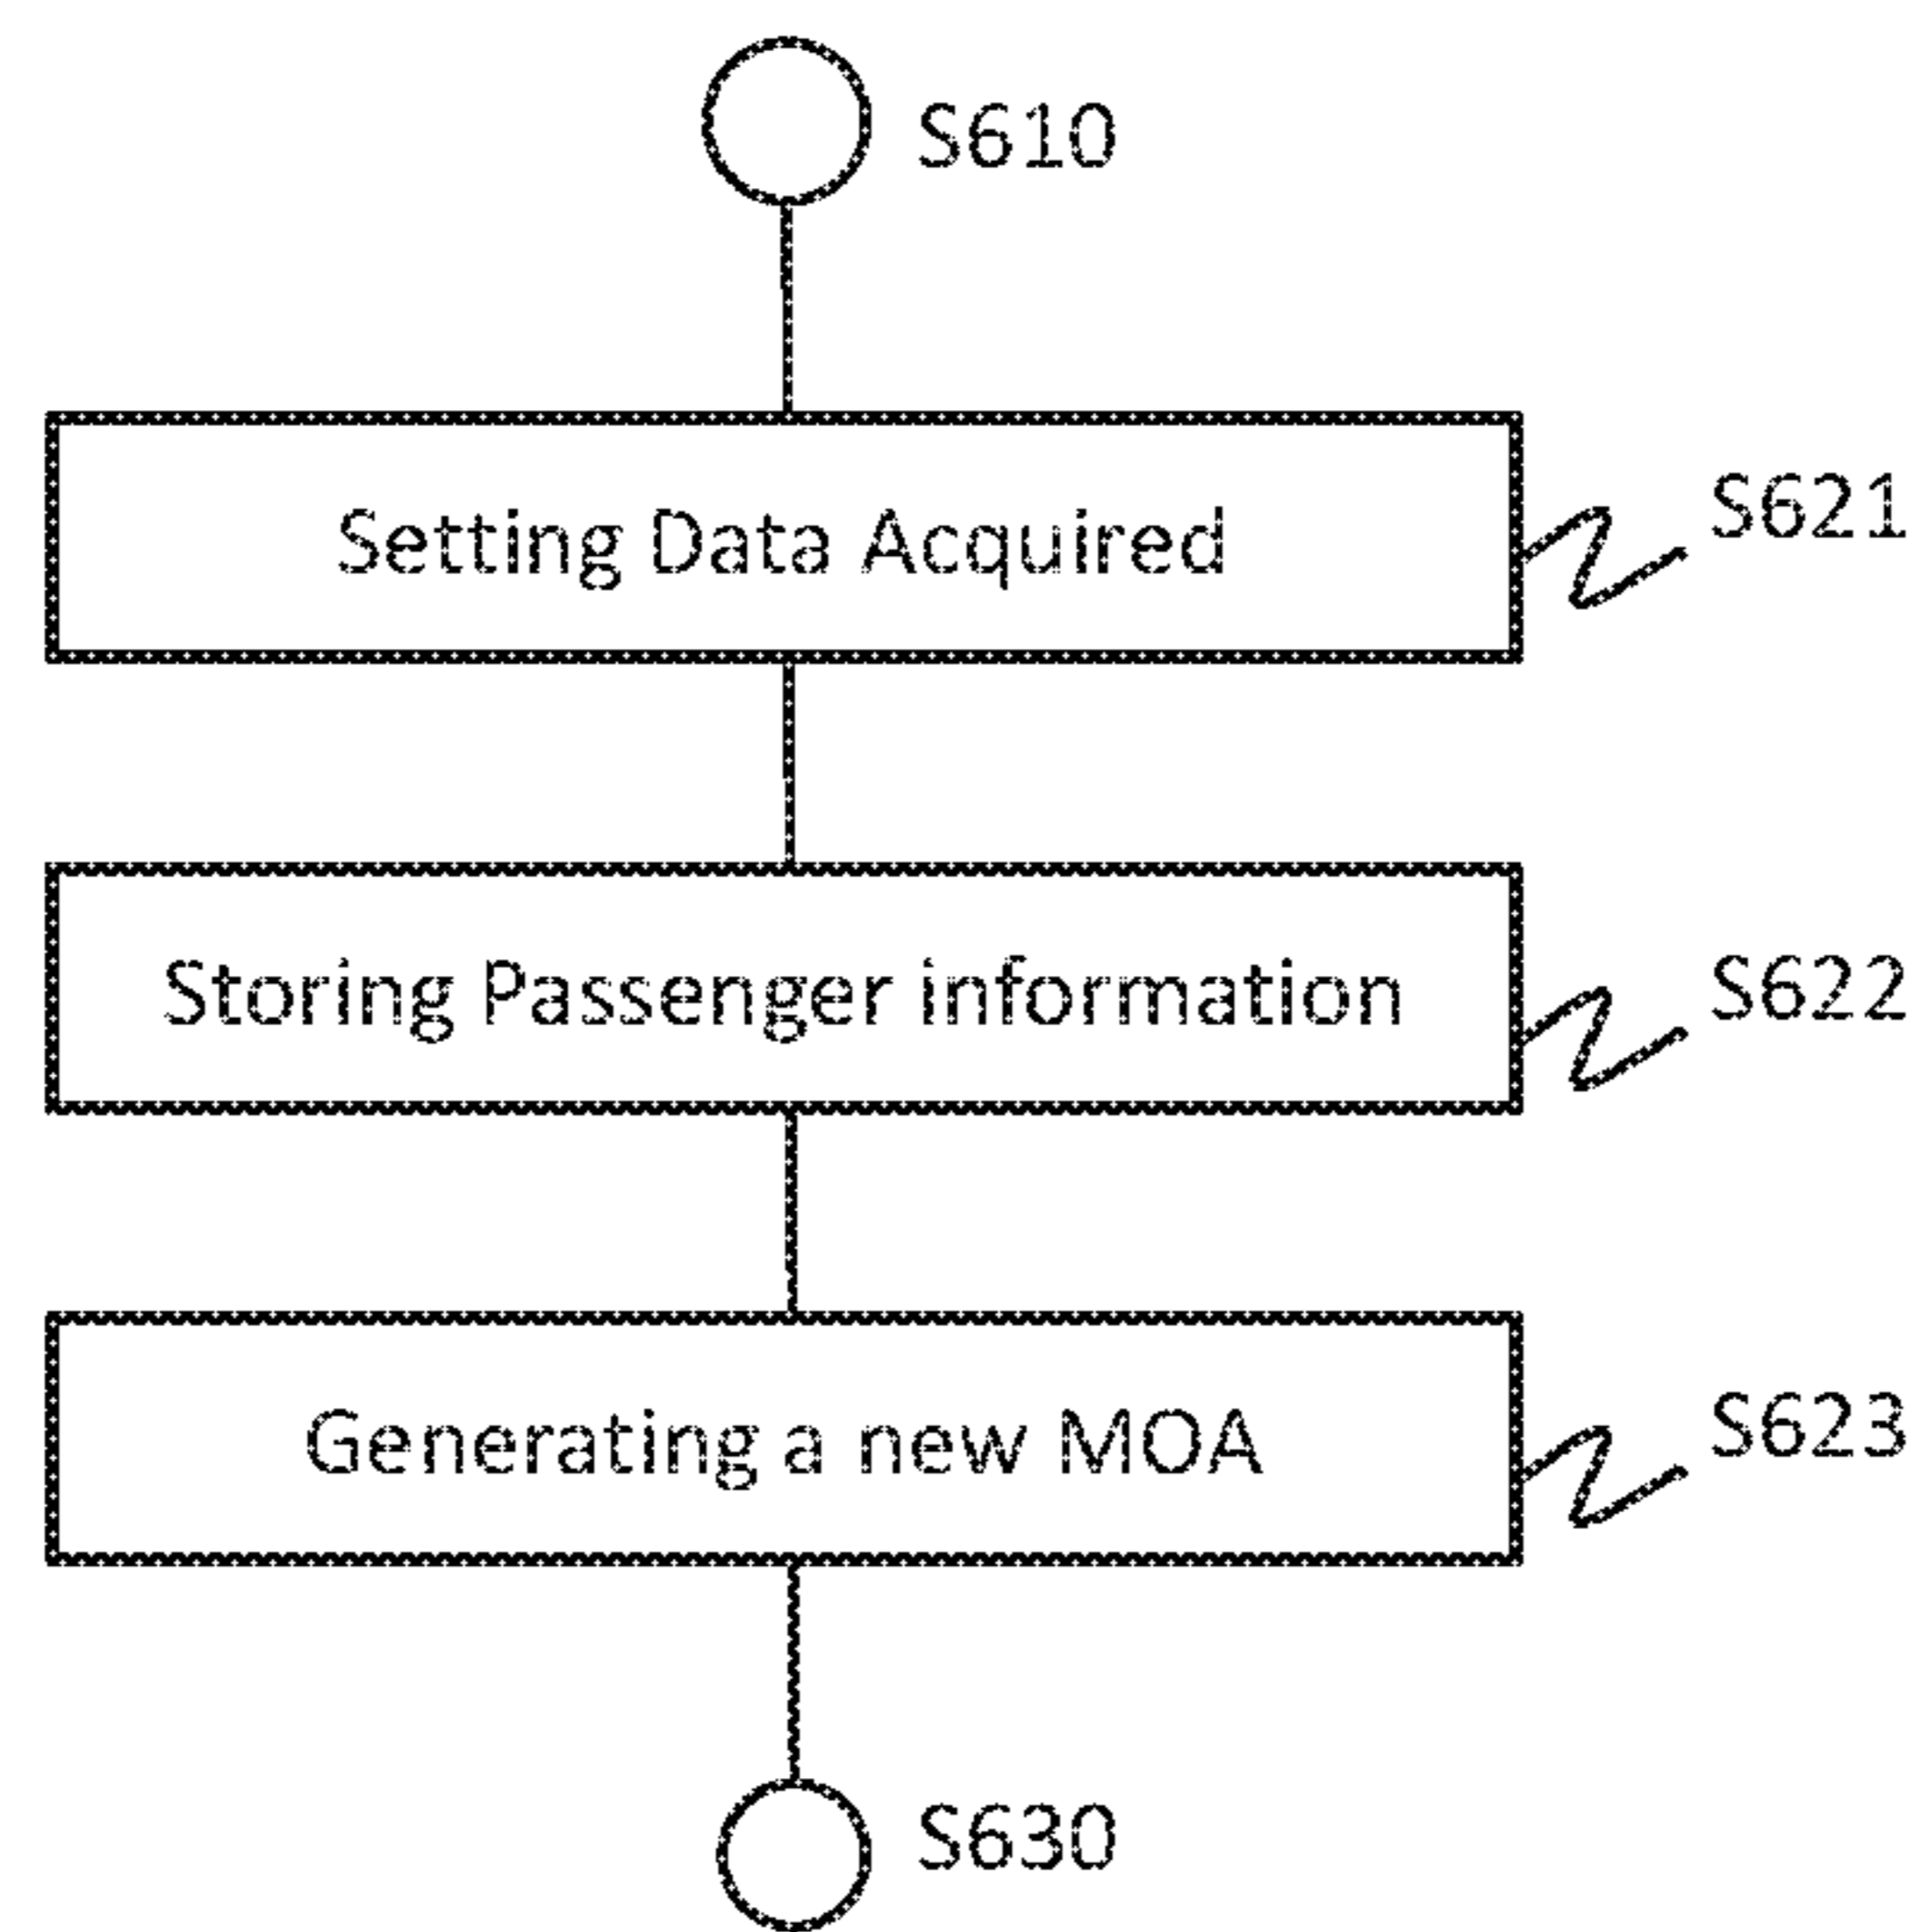 S610
Setting Data Acquired
S621
Storing Passenger information
S622
Generating a new MOA
S623
S630